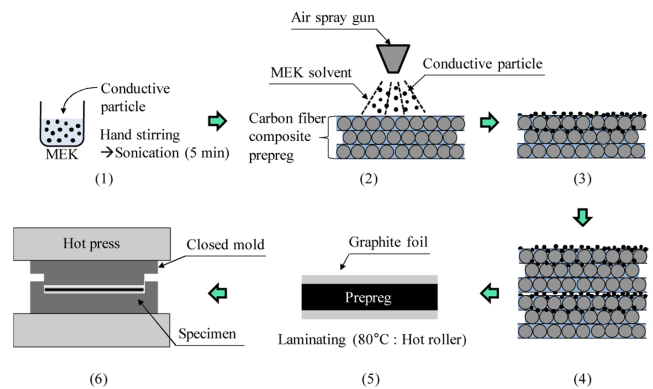 Conductive
particle
Hand stirring
→Sonication (5 min)
MEK
(1)
Air spray gun
MEK solvent
Conductive particle
Carbon fiber
composite
prepreg
(2)
(3)
(4)
Graphite foil
Prepreg
Laminating (80°C : Hot roller)
(5)
Hot press
Closed mold
Specimen
(6)